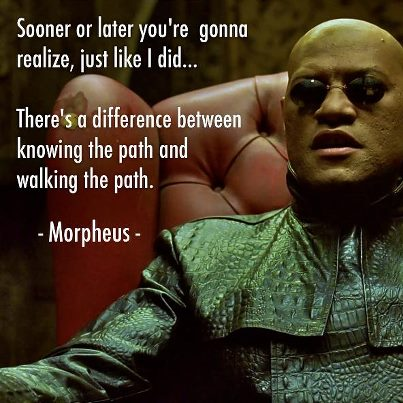 Sooner or later you're gonna
realize, just like I did...
There's a difference between
knowing the path and
walking the path.
- Morpheus -